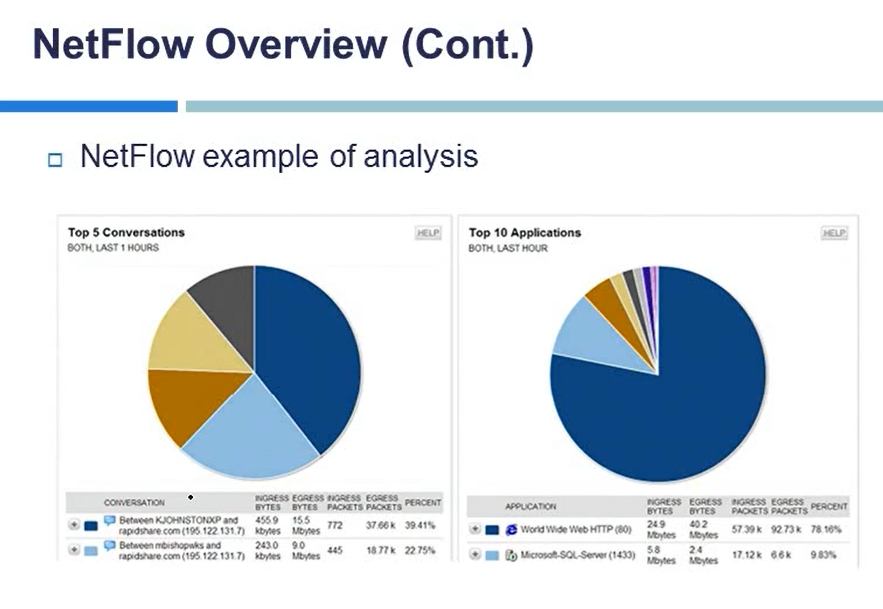 NetFlow Overview (Cont.)
NetFlow example of analysis
Top 5 Conversations
BOTH, LAST 1 HOURS
HELP
CONVERSATION INGRESS BYTES EGRESS BYTES INGRESS PACKETS EGRESS PACKETS PERCENT
Between KJOHNSTONXP and
rapidshare.com (195.122.131.7)
455.9 kbytes 15.5 Mbytes 772 37.66 k 39.41%
Between mbishopwks and
rapidshare.com (195.122.131.7)
243.0 kbytes 9.0 Mbytes 445 18.77 k 22.75%
Top 10 Applications
BOTH, LAST HOUR
HELP
APPLICATION INGRESS BYTES EGRESS BYTES INGRESS PACKETS EGRESS PACKETS PERCENT
World Wide Web HTTP (80) 24.9 Mbytes 40.2 Mbytes 57.39 k 92.73 k 78.16%
Microsoft-SQL-Server (1433) 5.8 Mbytes 2.4 Mbytes 17.12 k 6.6 k 9.83%